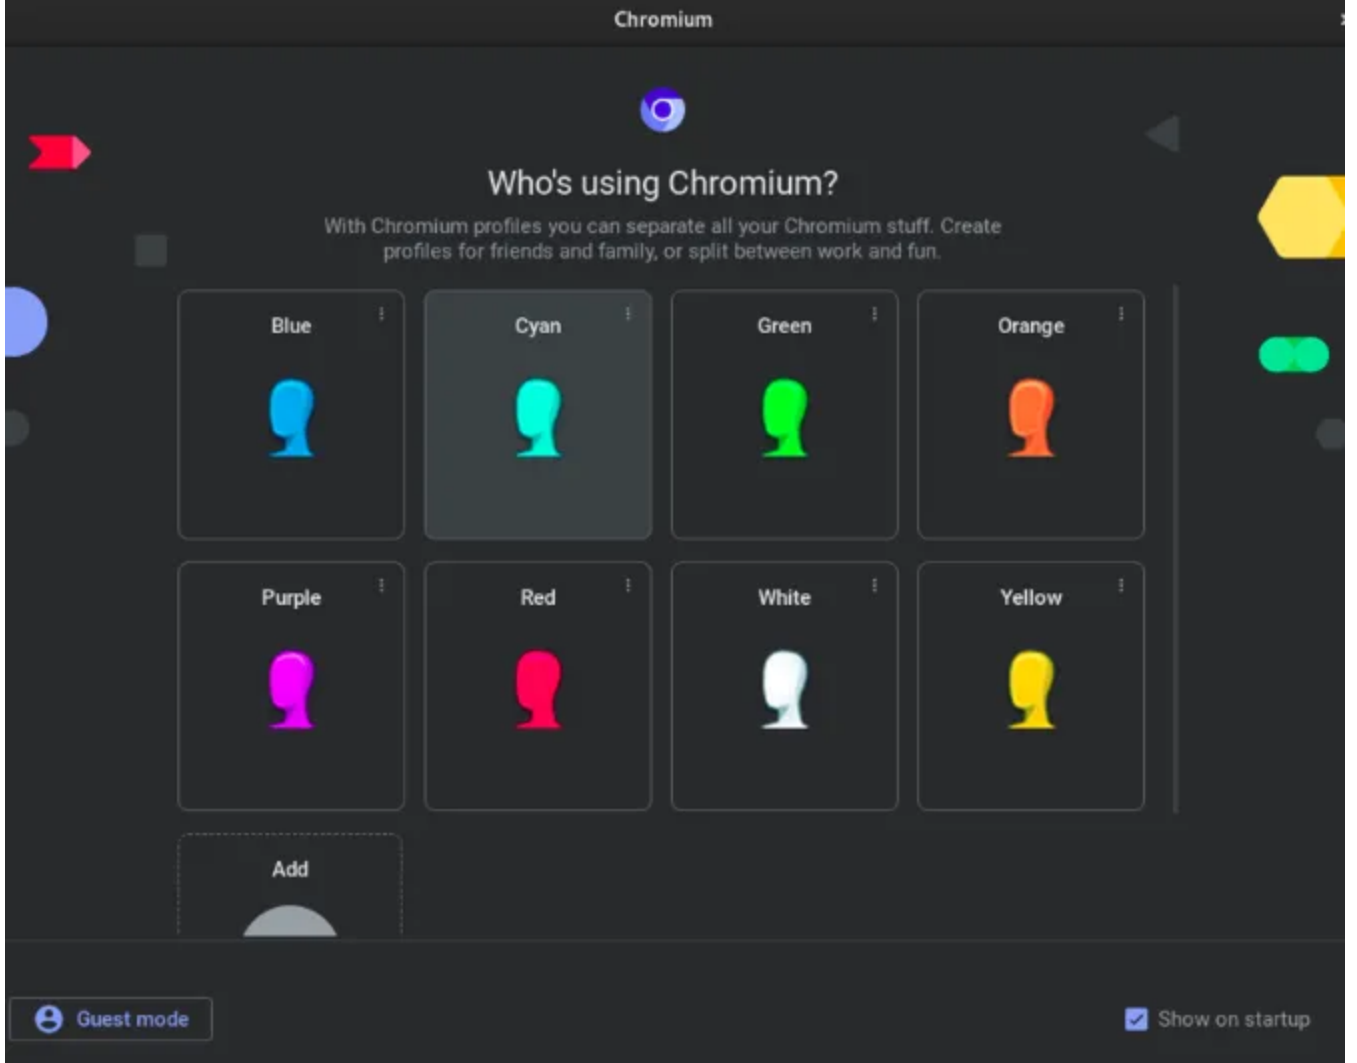 Chromium
Who's using Chromium?
With Chromium profiles you can separate all your Chromium stuff. Create
profiles for friends and family, or split between work and fun.
Blue
Cyan
Green
Orange
Purple
Red
White
Yellow
Add
Guest mode
Show on startup